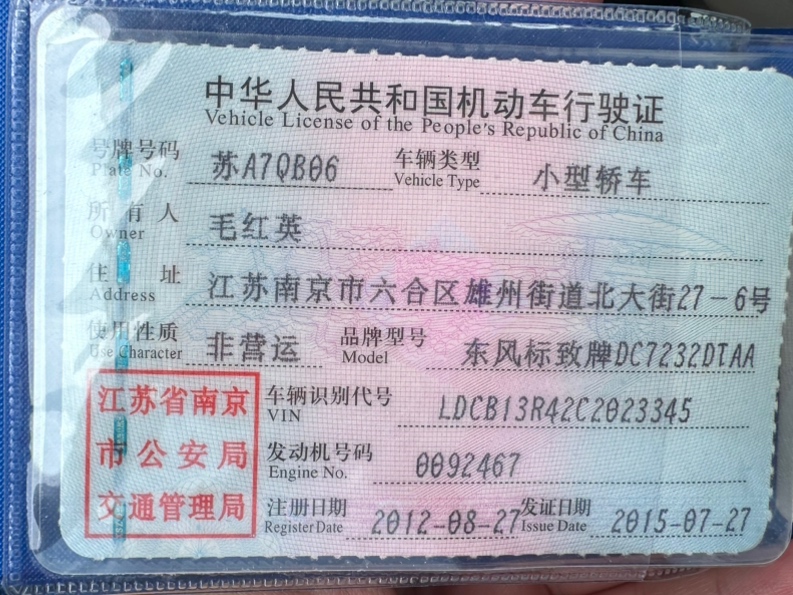 中华人民共和国机动车行驶证
Vehicle License of the People's Republic of China
号牌号码 苏A7QB06 车辆类型 小型轿车
Plate No. Vehicle Type
所有人 毛红英
Owner
住址 江苏南京市六合区雄州街道北大街27-6号
Address
使用性质 非营运 品牌型号 东风标致牌DC7232DTAA
Use Character Model
江苏省南京
市公安局
交通管理局
车辆识别代号 LDCB13R42C2023345
VIN
发动机号码 0092467
Engine No.
注册日期 2012-08-27 发证日期 2015-07-27
Register Date Issue Date